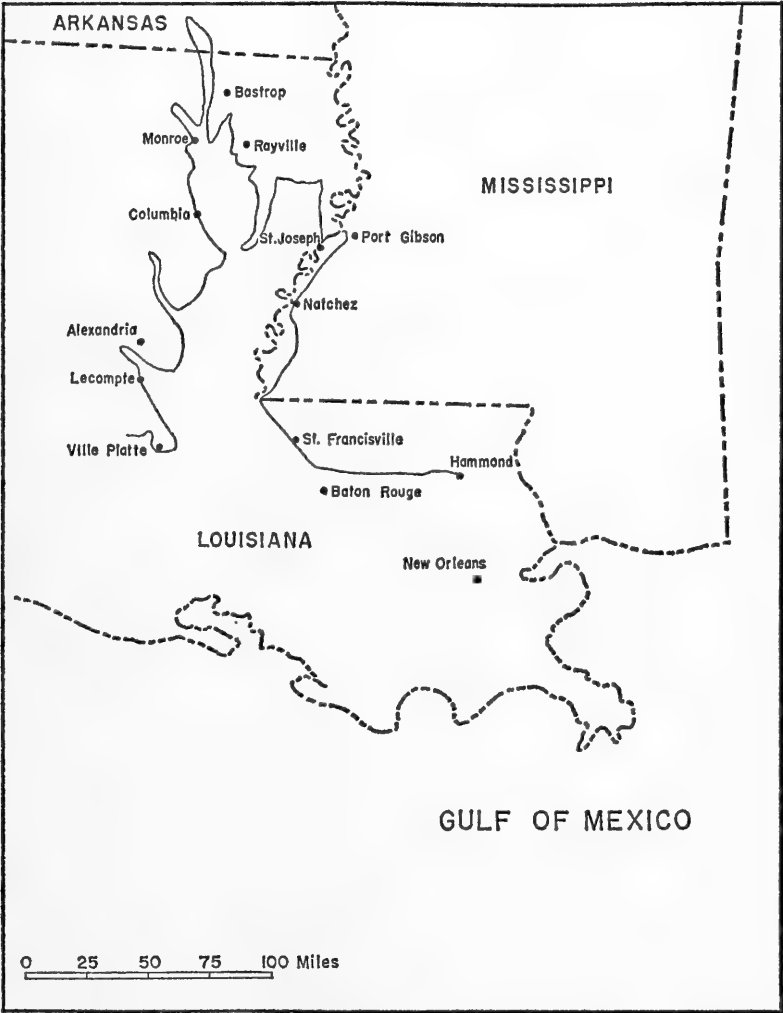 ARKANSAS
Bastrop
Monroe
Rayville
MISSISSIPPI
Columbia
St. Joseph
Port Gibson
Natchez
Alexandria
Lecompte
Ville Platte
St. Francisville
Hammond
Baton Rouge
LOUISIANA
New Orleans
GULF OF MEXICO
0 25 50 75 100 Miles